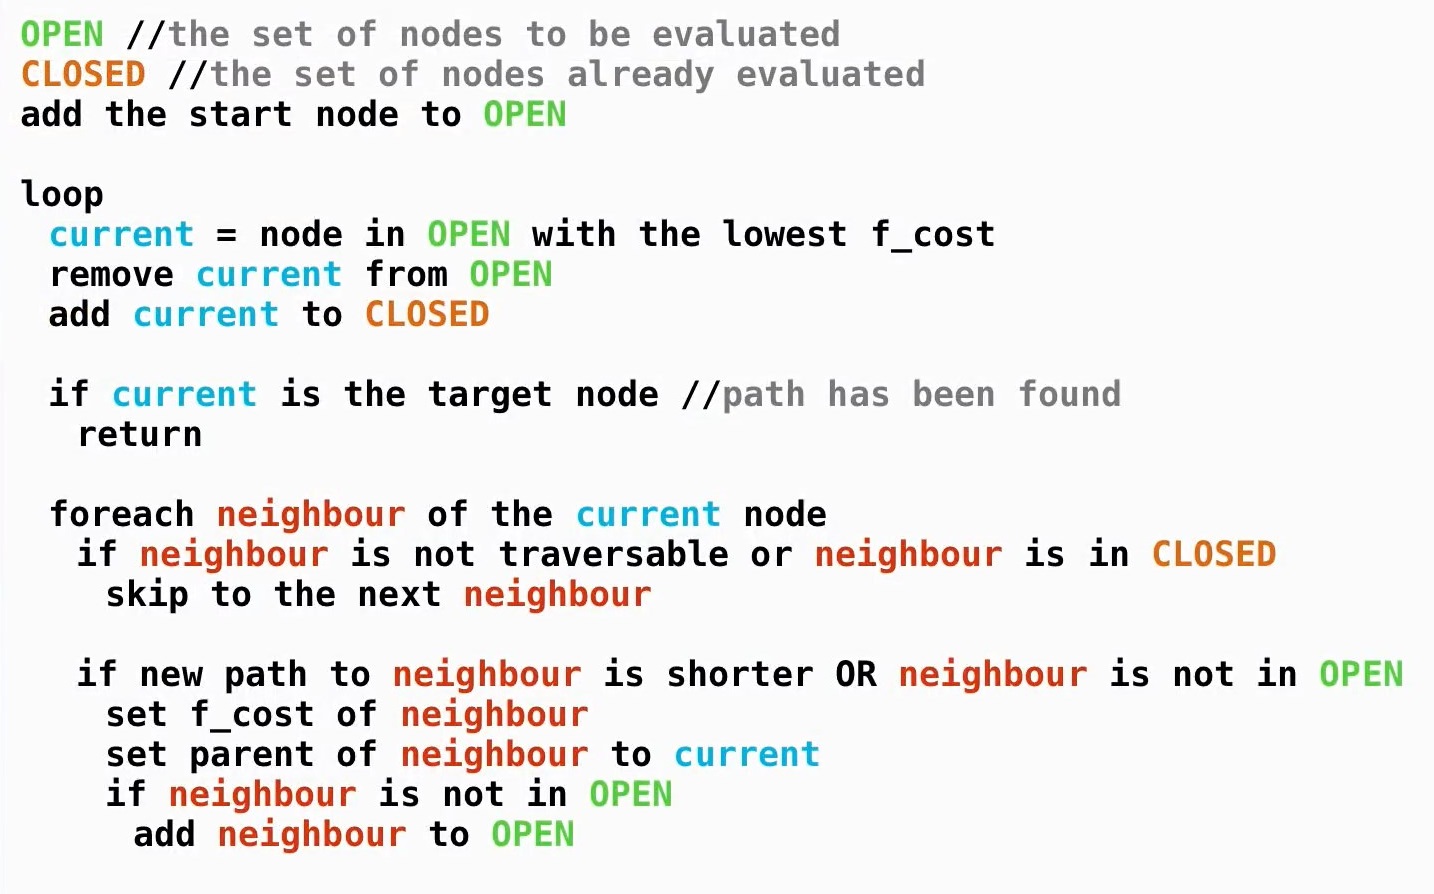 OPEN //the set of nodes to be evaluated
CLOSED //the set of nodes already evaluated
add the start node to OPEN

loop
  current = node in OPEN with the lowest f_cost
  remove current from OPEN
  add current to CLOSED

  if current is the target node //path has been found
    return

  foreach neighbour of the current node
    if neighbour is not traversable or neighbour is in CLOSED
      skip to the next neighbour

    if new path to neighbour is shorter OR neighbour is not in OPEN
      set f_cost of neighbour
      set parent of neighbour to current
      if neighbour is not in OPEN
        add neighbour to OPEN